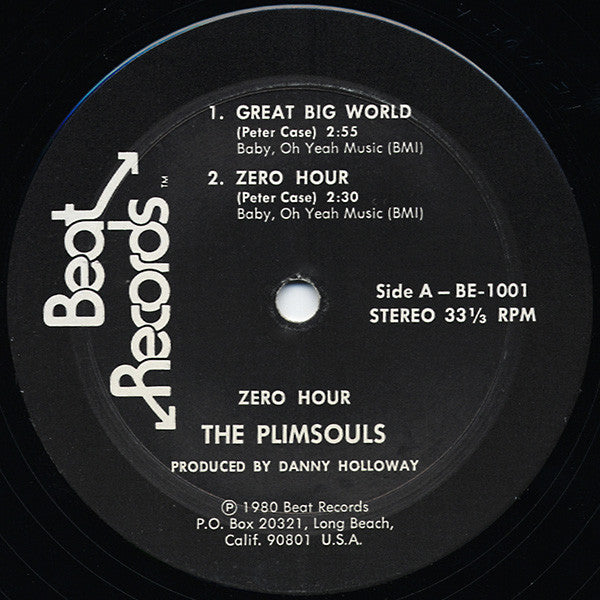 Beat
Records™
1. GREAT BIG WORLD
(Peter Case) 2:55
Baby, Oh Yeah Music (BMI)
2. ZERO HOUR
(Peter Case) 2:30
Baby, Oh Yeah Music (BMI)
Side A – BE-1001
STEREO 33⅓ RPM
ZERO HOUR
THE PLIMSOULS
PRODUCED BY DANNY HOLLOWAY
℗ 1980 Beat Records
P.O. Box 20321, Long Beach,
Calif. 90801 U.S.A.